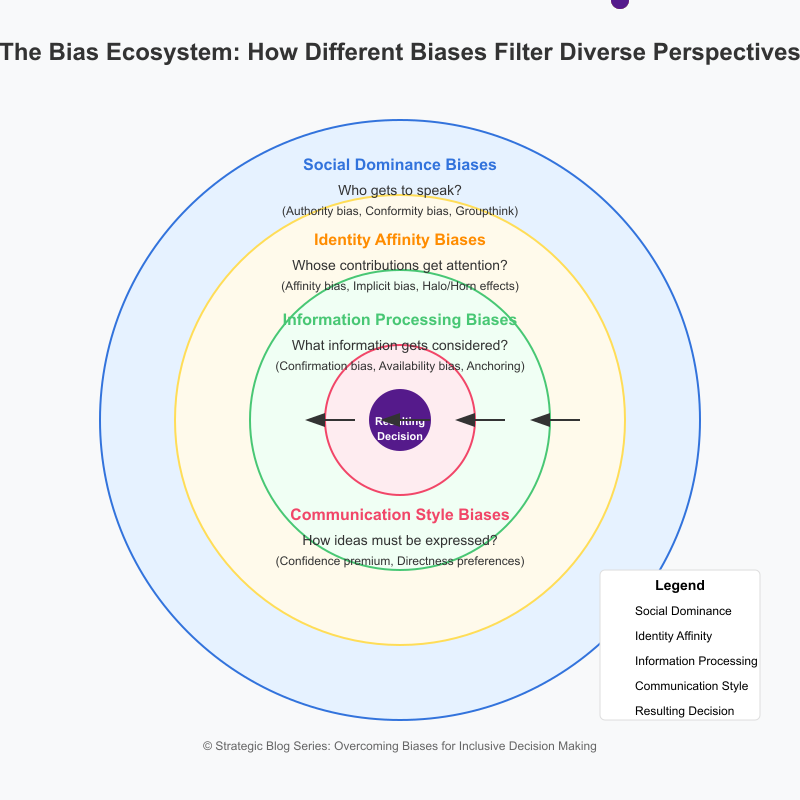 The Bias Ecosystem: How Different Biases Filter Diverse Perspectives
Social Dominance Biases
Who gets to speak?
(Authority bias, Conformity bias, Groupthink)
Identity Affinity Biases
Whose contributions get attention?
(Affinity bias, Implicit bias, Halo/Horn effects)
Information Processing Biases
What information gets considered?
(Confirmation bias, Availability bias, Anchoring)
Resulting
Decision
Communication Style Biases
How ideas must be expressed?
(Confidence premium, Directness preferences)
Legend
Social Dominance
Identity Affinity
Information Processing
Communication Style
Resulting Decision
© Strategic Blog Series: Overcoming Biases for Inclusive Decision Making